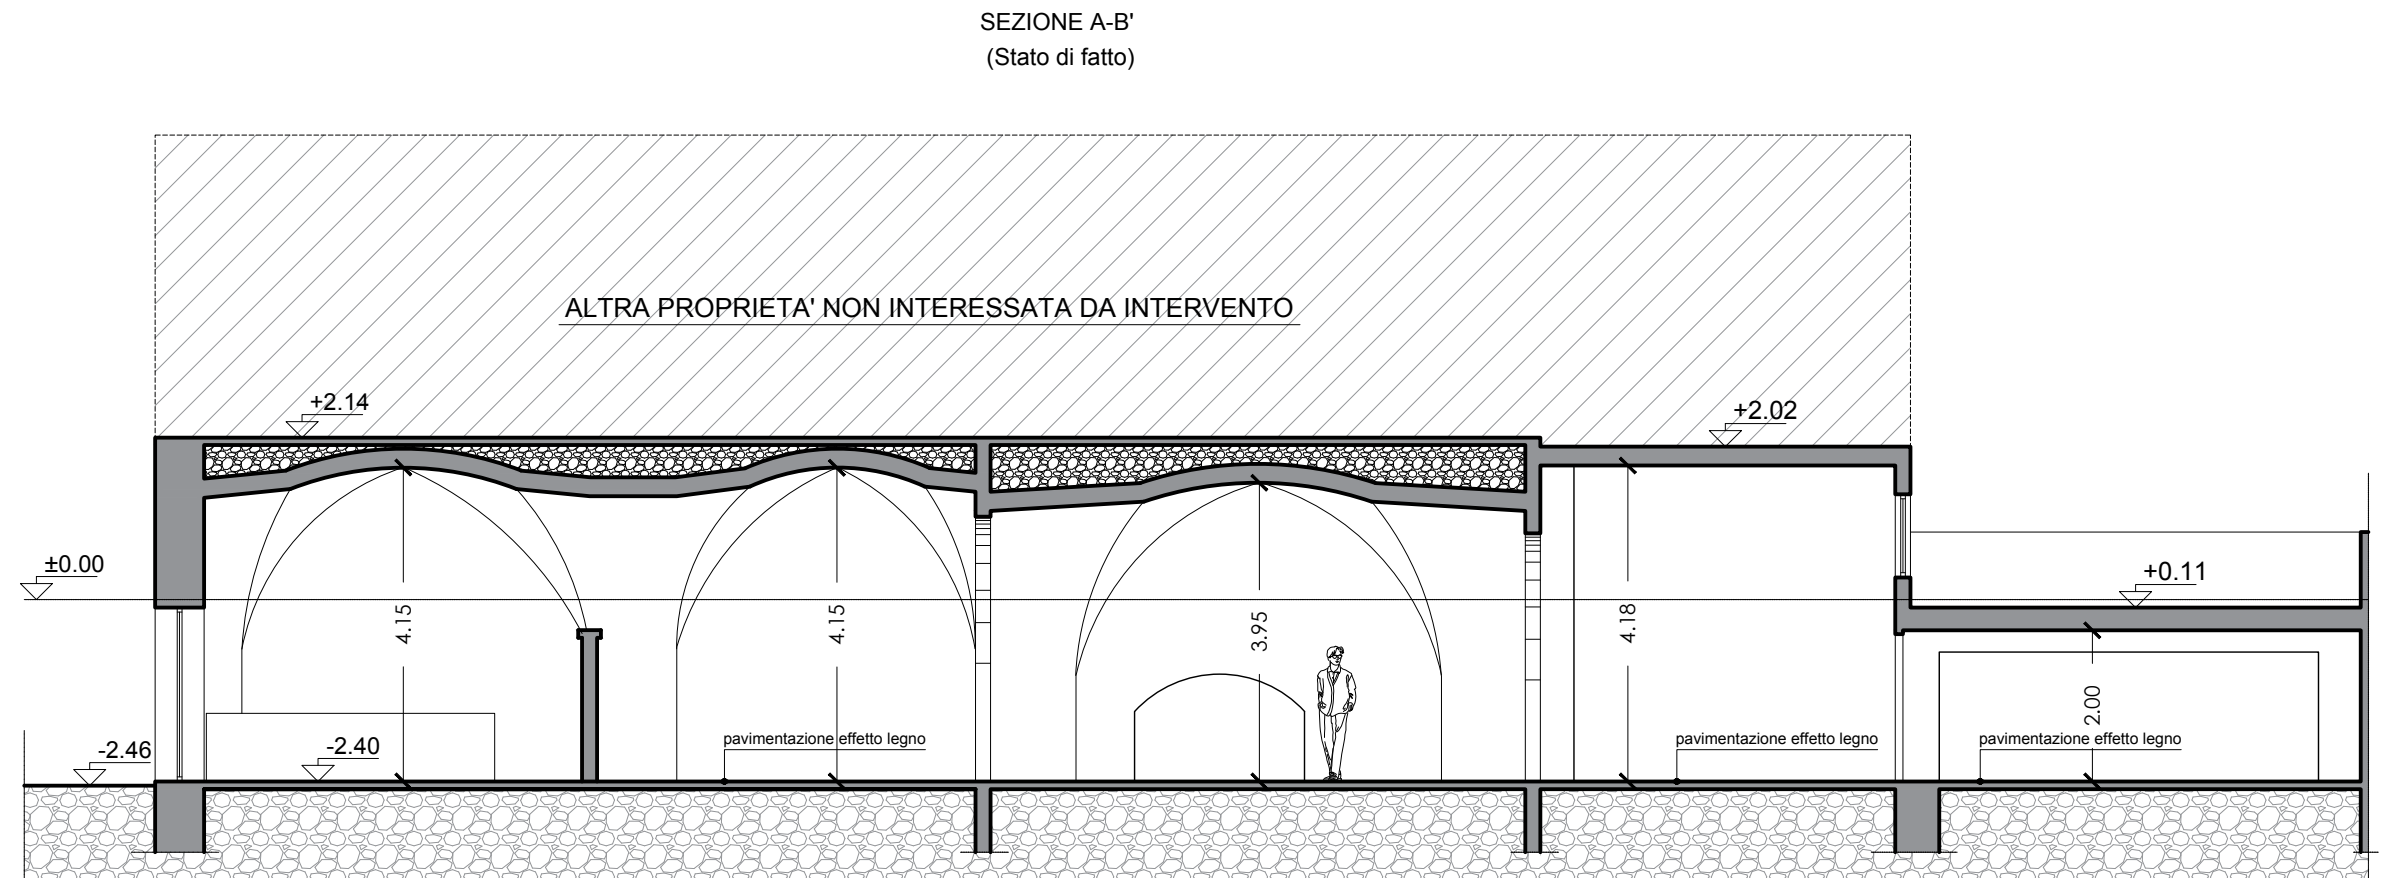 SEZIONE A-B'
(Stato di fatto)
ALTRA PROPRIETA' NON INTERESSATA DA INTERVENTO
+2.14
+2.02
±0.00
+0.11
4.15
4.15
3.95
4.18
2.00
-2.46
-2.40
pavimentazione effetto legno
pavimentazione effetto legno
pavimentazione effetto legno